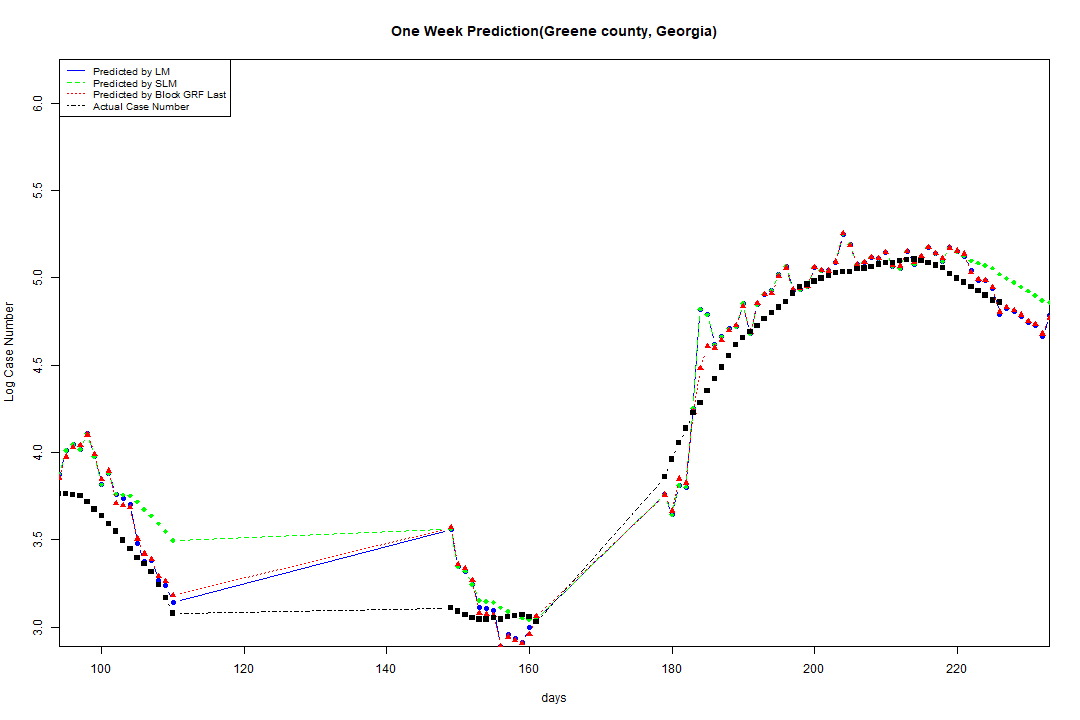 One Week Prediction(Greene county, Georgia)
Predicted by LM
Predicted by SLM
Predicted by Block GRF Last
Actual Case Number
6.0
5.5
5.0
4.5
4.0
3.5
3.0
Log Case Number
100 120 140 160 180 200 220
days